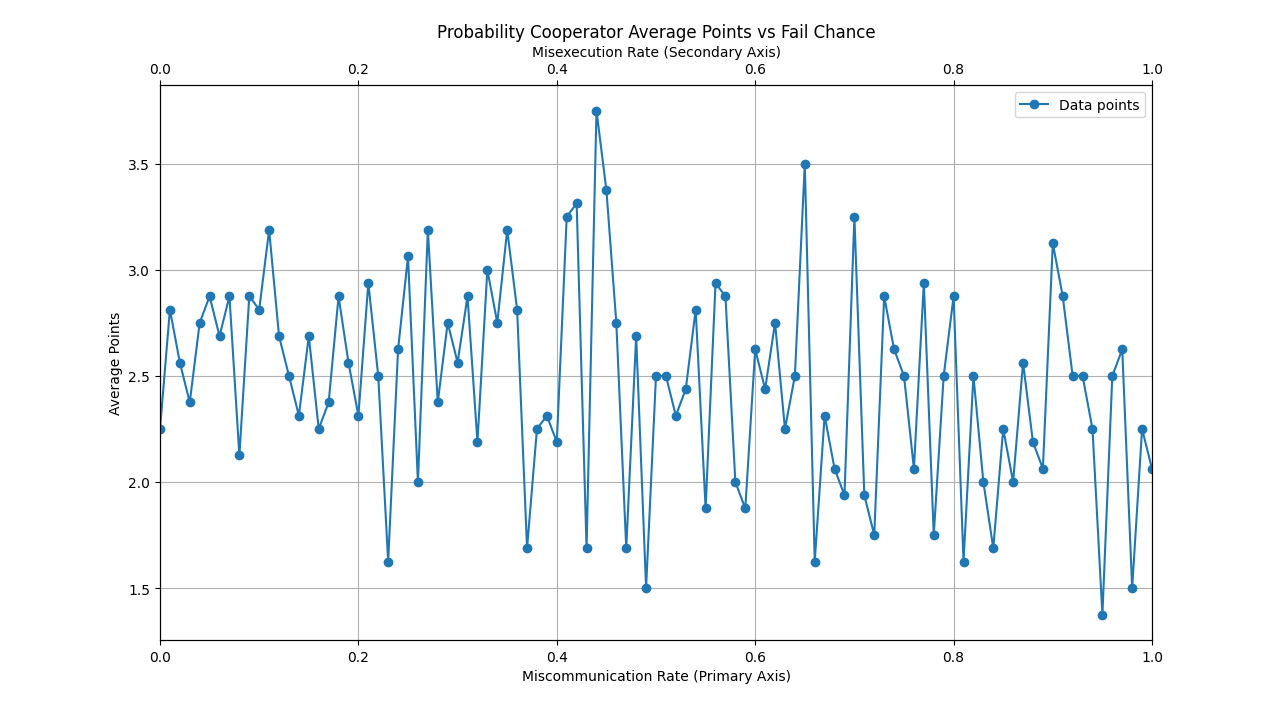 Probability Cooperator Average Points vs Fail Chance
Misexecution Rate (Secondary Axis)
0.0 0.2 0.4 0.6 0.8 1.0
Data points
3.5
3.0
2.5
2.0
1.5
Average Points
0.0 0.2 0.4 0.6 0.8 1.0
Miscommunication Rate (Primary Axis)